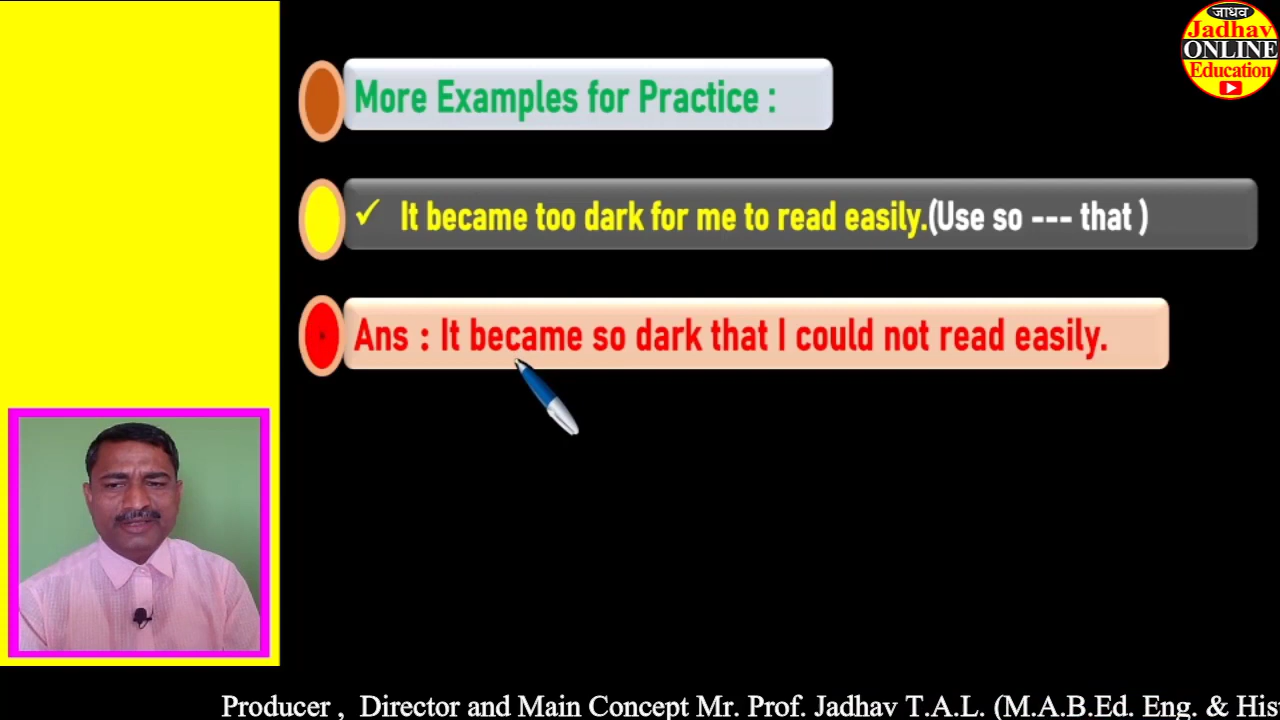 जाधव
Jadhav
ONLINE
Education
More Examples for Practice :
✓ It became too dark for me to read easily.(Use so --- that )
Ans : It became so dark that I could not read easily.
Producer , Director and Main Concept Mr. Prof. Jadhav T.A.L. (M.A.B.Ed. Eng. & His